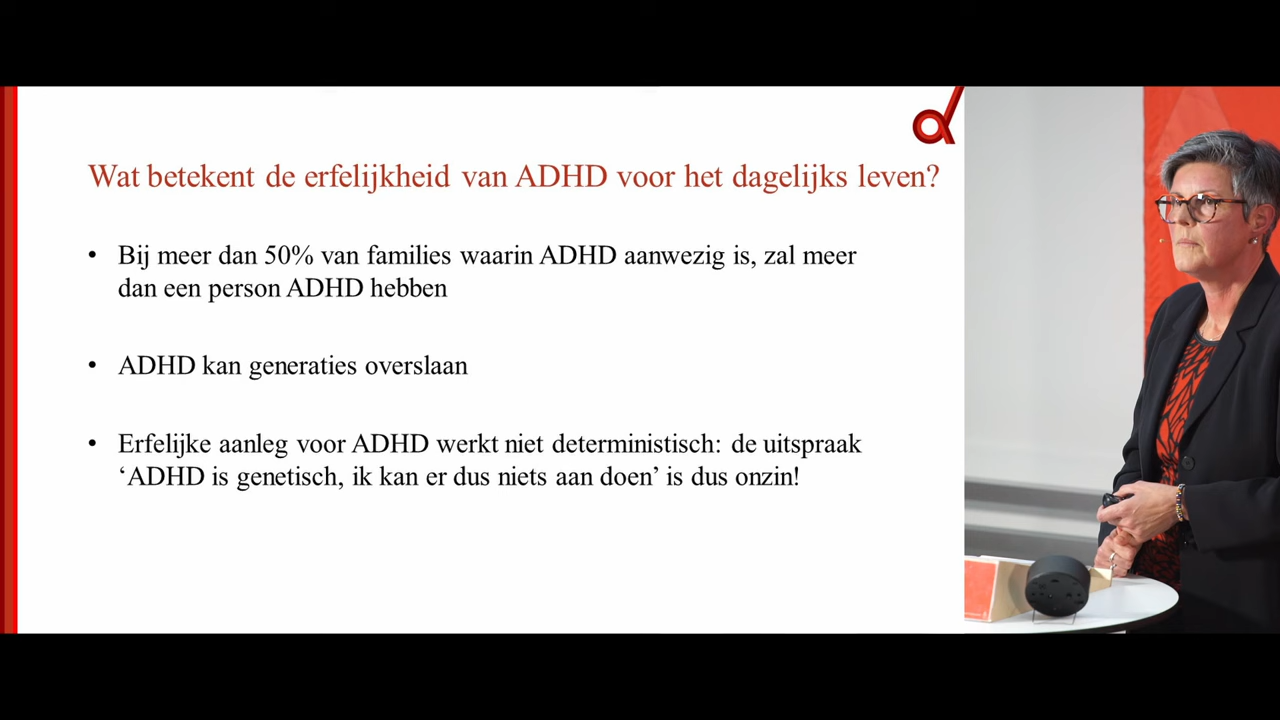 Wat betekent de erfelijkheid van ADHD voor het dagelijks leven?
• Bij meer dan 50% van families waarin ADHD aanwezig is, zal meer
dan een person ADHD hebben
• ADHD kan generaties overslaan
• Erfelijke aanleg voor ADHD werkt niet deterministisch: de uitspraak
‘ADHD is genetisch, ik kan er dus niets aan doen’ is dus onzin!